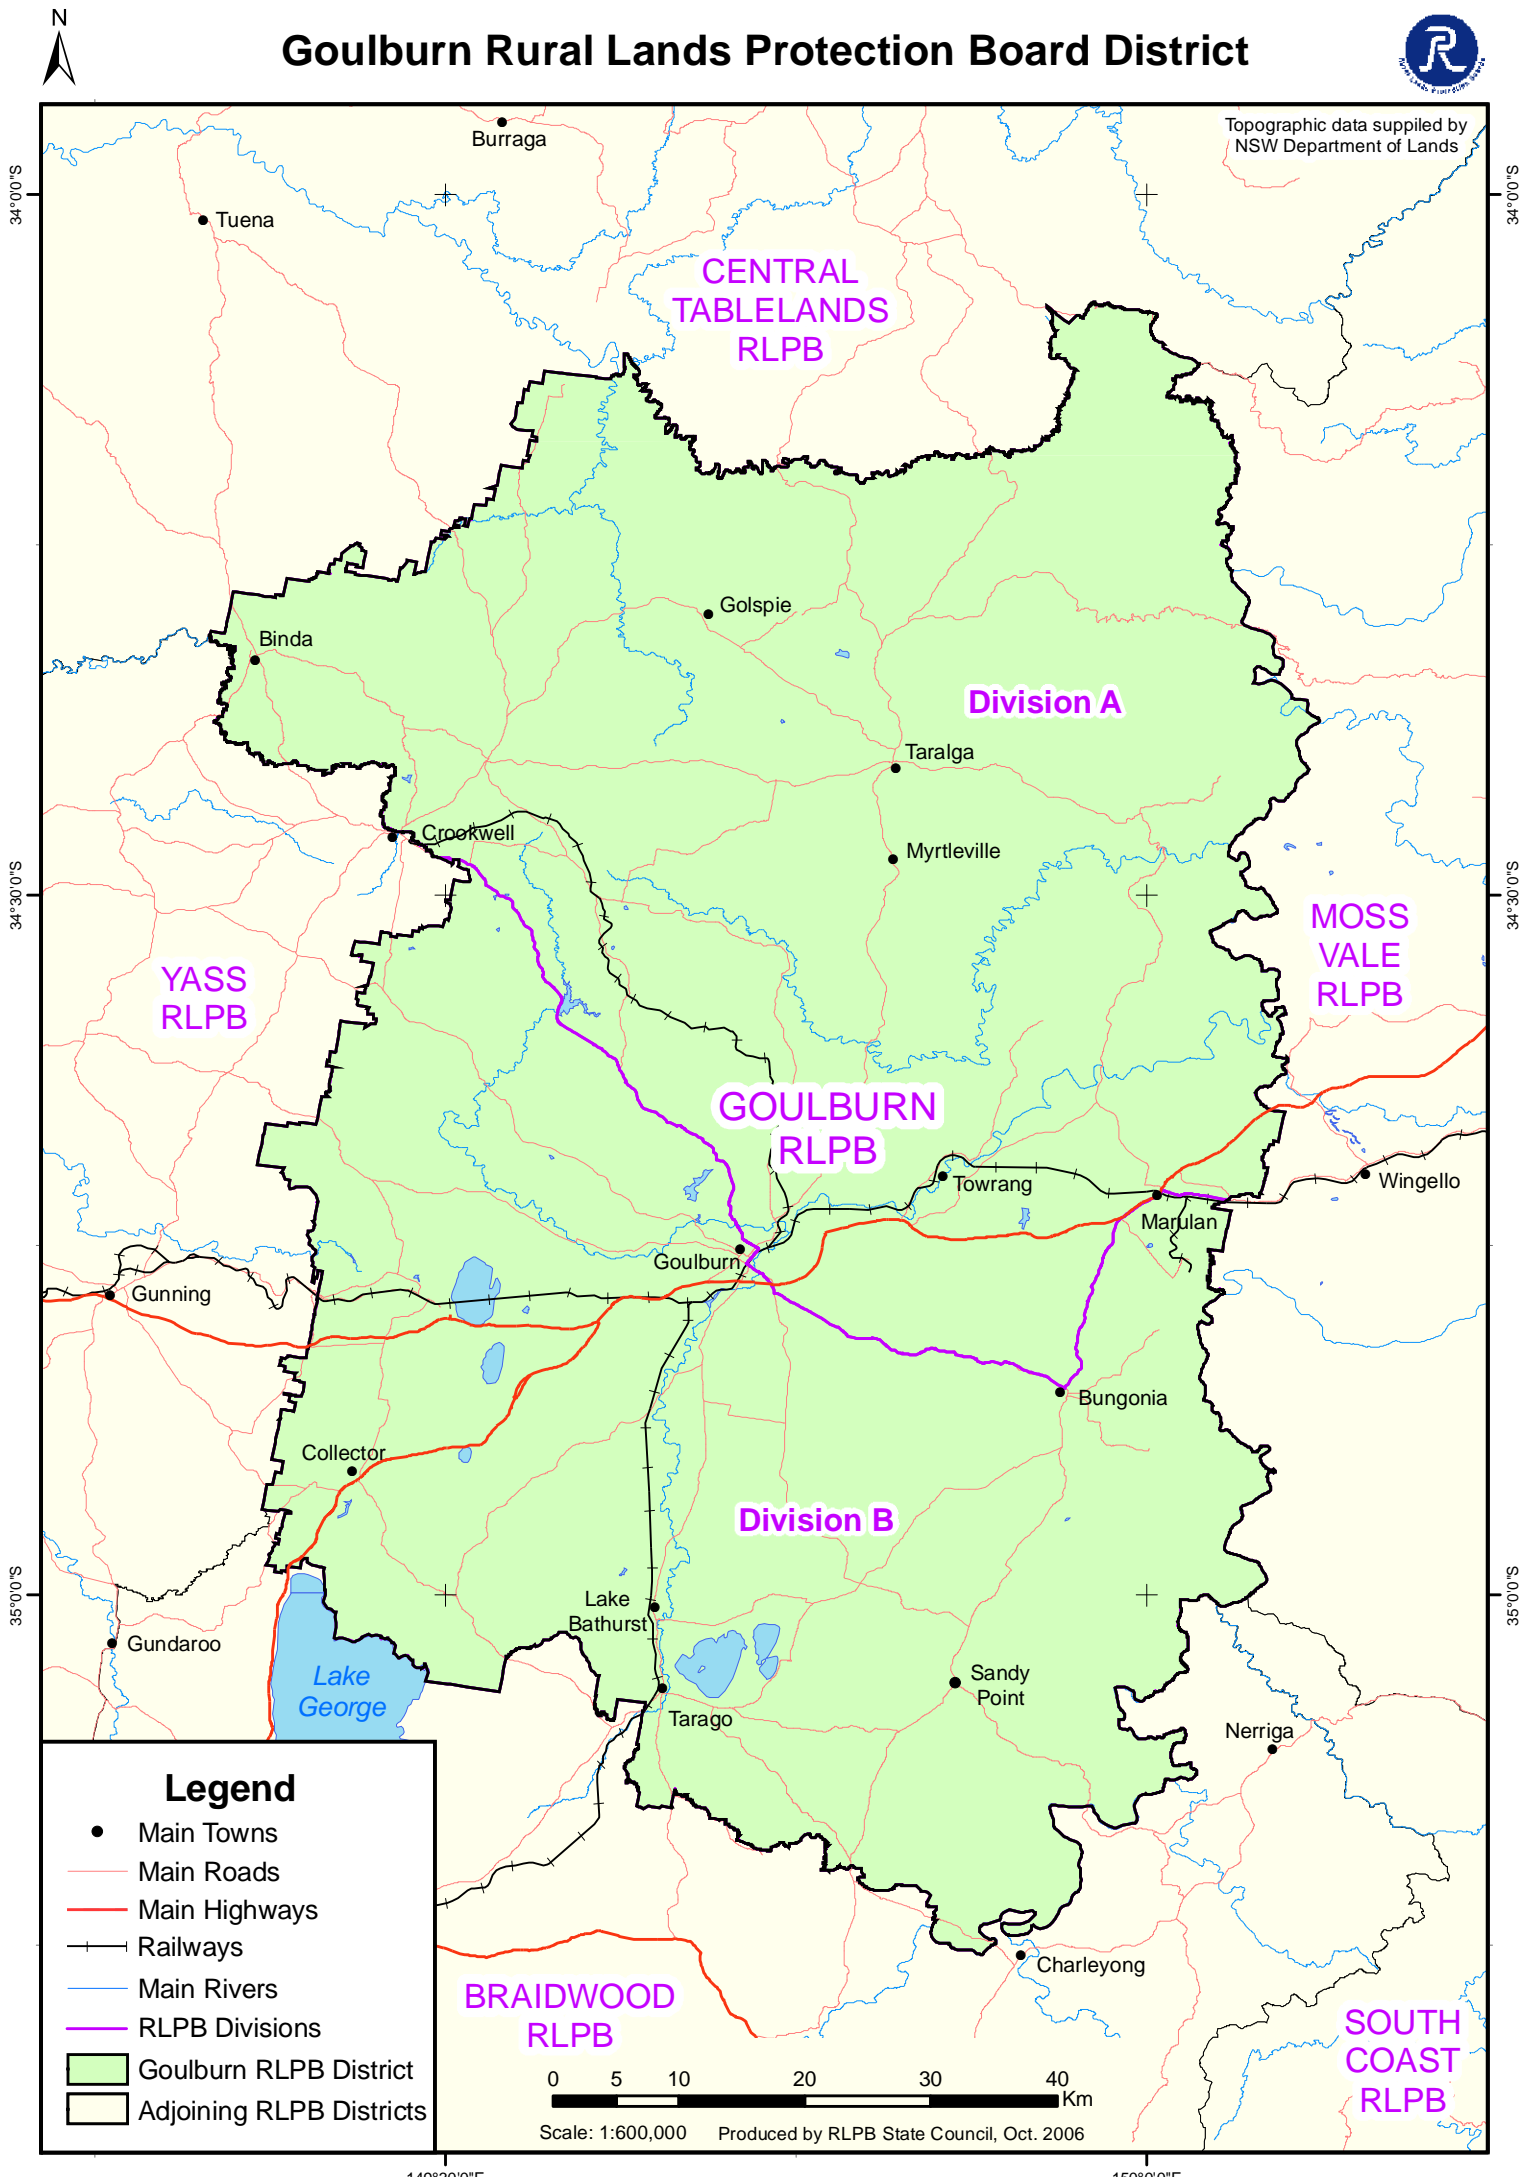 N
Goulburn Rural Lands Protection Board District
Topographic data suppiled by
NSW Department of Lands
34°0'0"S
34°0'0"S
Burraga
Tuena
CENTRAL
TABLELANDS
RLPB
Golspie
Binda
Division A
Taralga
Crookwell
Myrtleville
34°30'0"S
34°30'0"S
MOSS
VALE
RLPB
YASS
RLPB
GOULBURN
RLPB
Towrang
Wingello
Marulan
Goulburn
Gunning
Bungonia
Collector
Division B
35°0'0"S
35°0'0"S
Lake
Bathurst
Gundaroo
Lake
George
Sandy
Point
Tarago
Nerriga
Legend
Main Towns
Main Roads
Main Highways
Railways
Main Rivers
RLPB Divisions
Goulburn RLPB District
Adjoining RLPB Districts
Charleyong
BRAIDWOOD
RLPB
SOUTH
COAST
RLPB
0 5 10 20 30 40
Km
Scale: 1:600,000 Produced by RLPB State Council, Oct. 2006